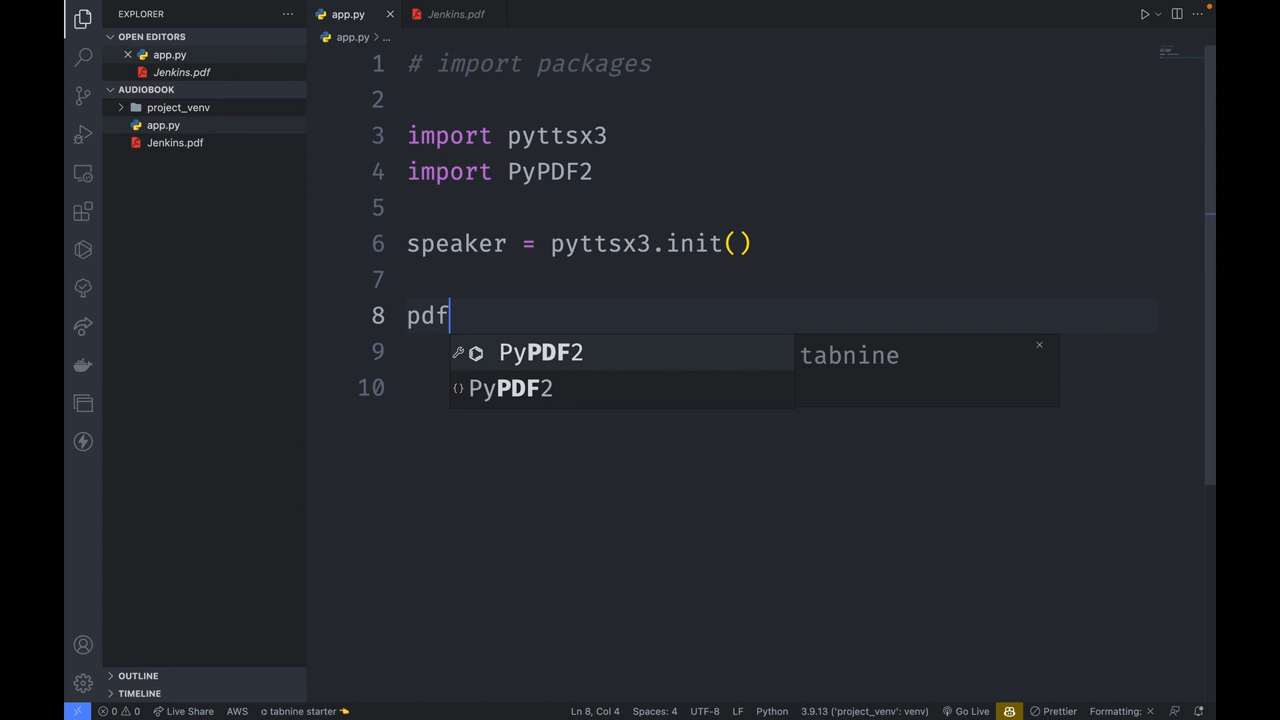 EXPLORER
OPEN EDITORS
app.py
Jenkins.pdf
AUDIOBOOK
project_venv
app.py
Jenkins.pdf
OUTLINE
TIMELINE
app.py
Jenkins.pdf
app.py > ...
1 # import packages
2
3 import pyttsx3
4 import PyPDF2
5
6 speaker = pyttsx3.init()
7
8 pdf
9
10
PyPDF2
PyPDF2
tabnine
0 0 Live Share AWS tabnine starter Ln 8, Col 4 Spaces: 4 UTF-8 LF Python 3.9.13 ('project_venv': venv) Go Live Prettier Formatting: ×